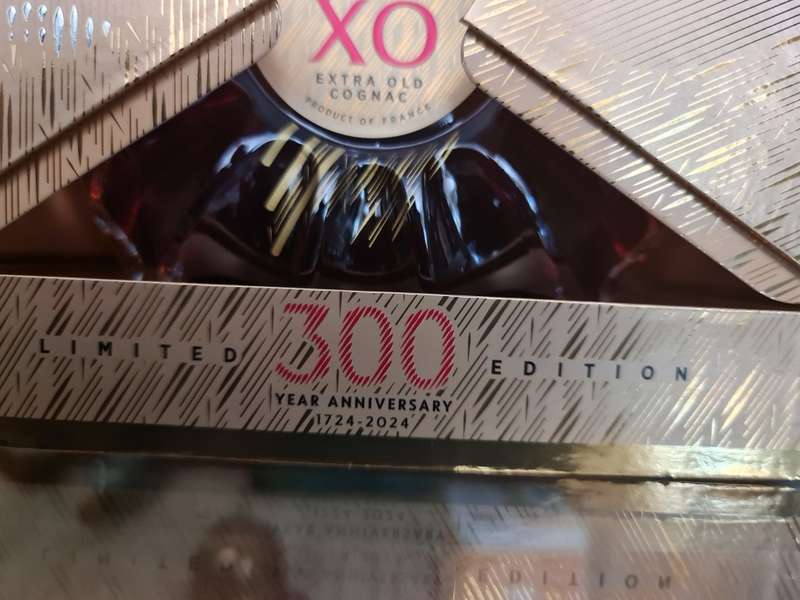 XO
EXTRA OLD
COGNAC
PRODUCT OF FRANCE
LIMITED 300 EDITION
YEAR ANNIVERSARY
1724-2024